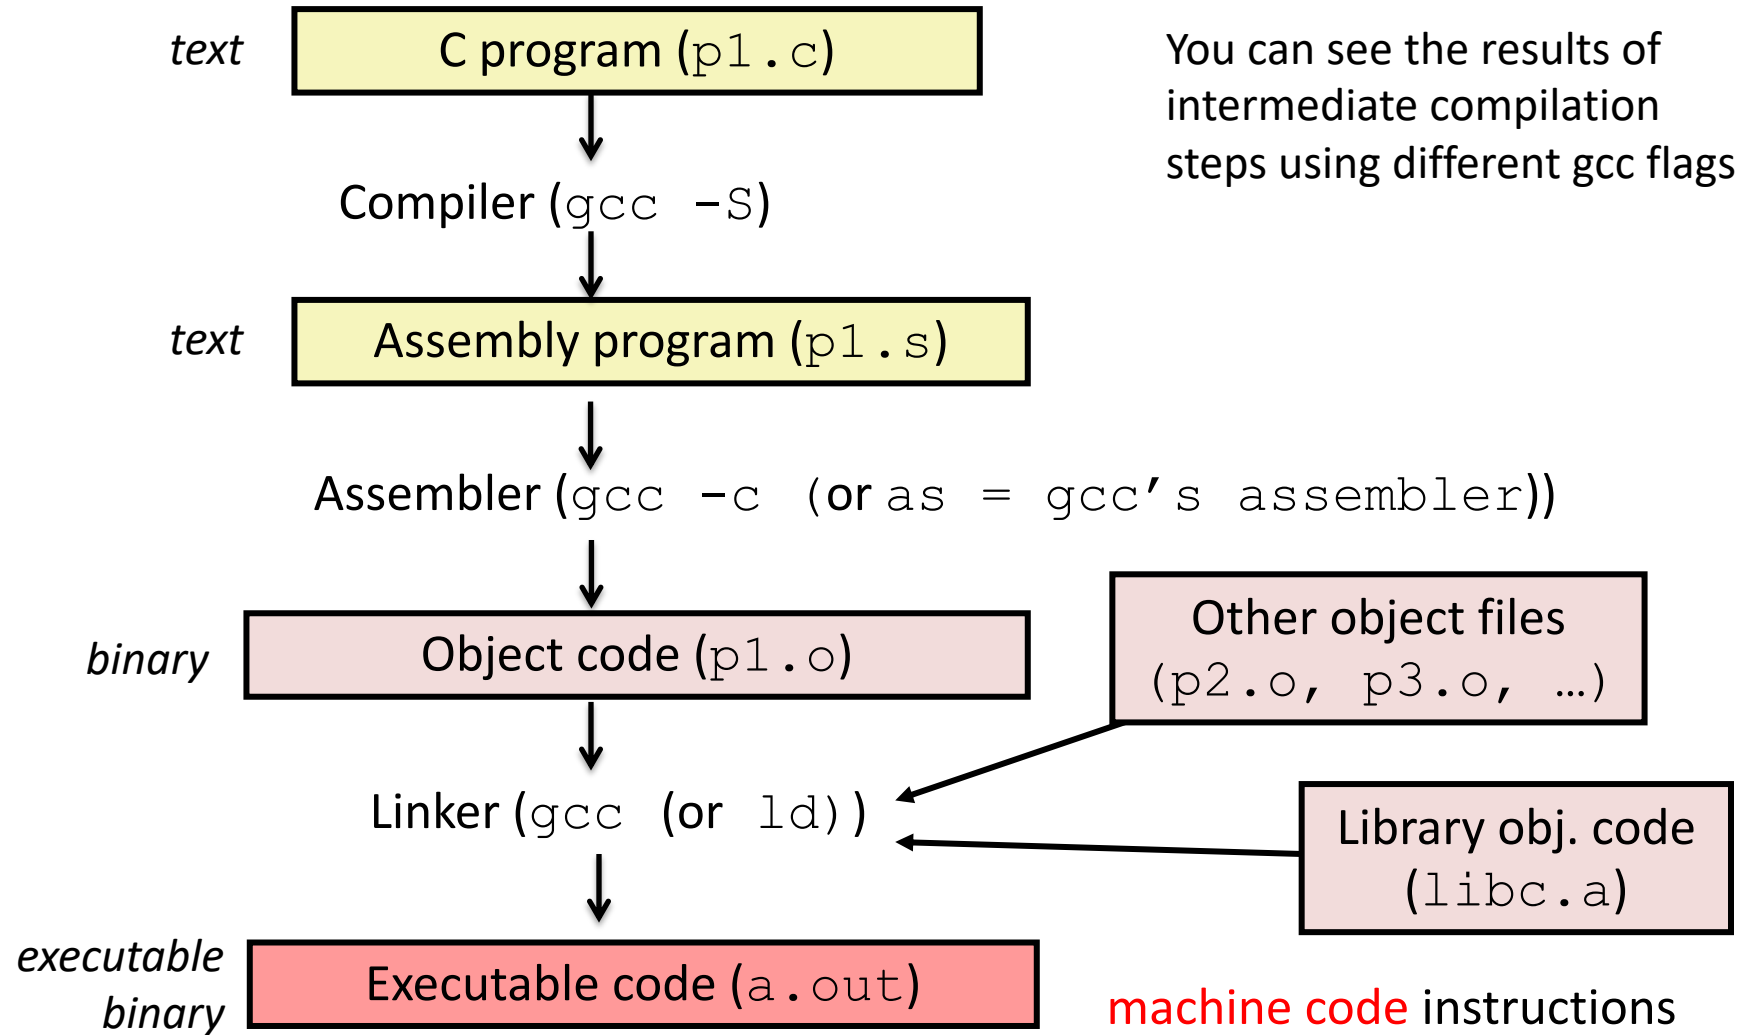 text
C program (p1.c)
You can see the results of
intermediate compilation
steps using different gcc flags
Compiler (gcc -S)
text
Assembly program (p1.s)
Assembler (gcc -c (or as = gcc’s assembler))
Other object files
(p2.o, p3.o, …)
binary
Object code (p1.o)
Linker (gcc (or ld))
Library obj. code
(libc.a)
executable
binary
Executable code (a.out)
machine code instructions